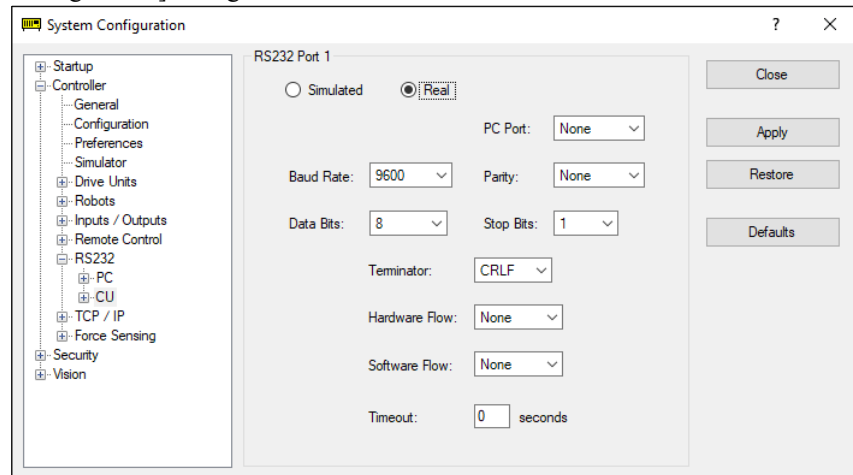 System Configuration
? ×
Startup
Controller
General
Configuration
Preferences
Simulator
Drive Units
Robots
Inputs / Outputs
Remote Control
RS232
PC
CU
TCP / IP
Force Sensing
Security
Vision
RS232 Port 1
Simulated Real
PC Port: None
Baud Rate: 9600 Parity: None
Data Bits: 8 Stop Bits: 1
Terminator: CRLF
Hardware Flow: None
Software Flow: None
Timeout: 0 seconds
Close
Apply
Restore
Defaults